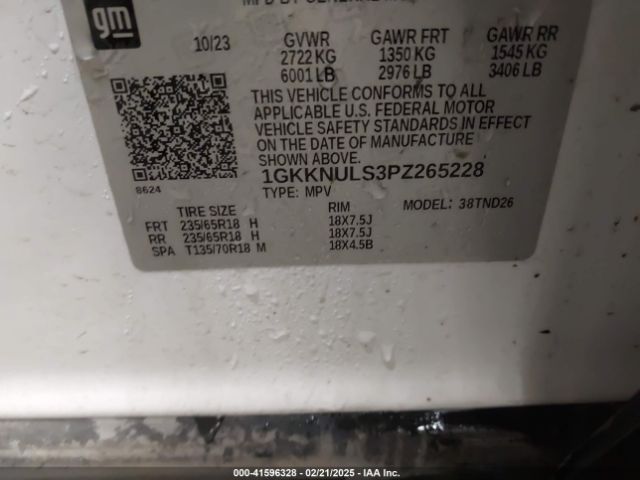 gm
MFD BY GENERAL
10/23 GVWR GAWR FRT GAWR RR
2722 KG 1350 KG 1545 KG
6001 LB 2976 LB 3406 LB
THIS VEHICLE CONFORMS TO ALL
APPLICABLE U.S. FEDERAL MOTOR
VEHICLE SAFETY STANDARDS IN EFFECT
ON THE DATE OF MANUFACTURE SHOWN ABOVE.
8624 1GKKNULS3PZ265228
TYPE: MPV MODEL: 38TND26
TIRE SIZE RIM
FRT 235/65R18 H 18X7.5J
RR 235/65R18 H 18X7.5J
SPA T135/70R18 M 18X4.5B
000-41596328 - 02/21/2025 - IAA Inc.